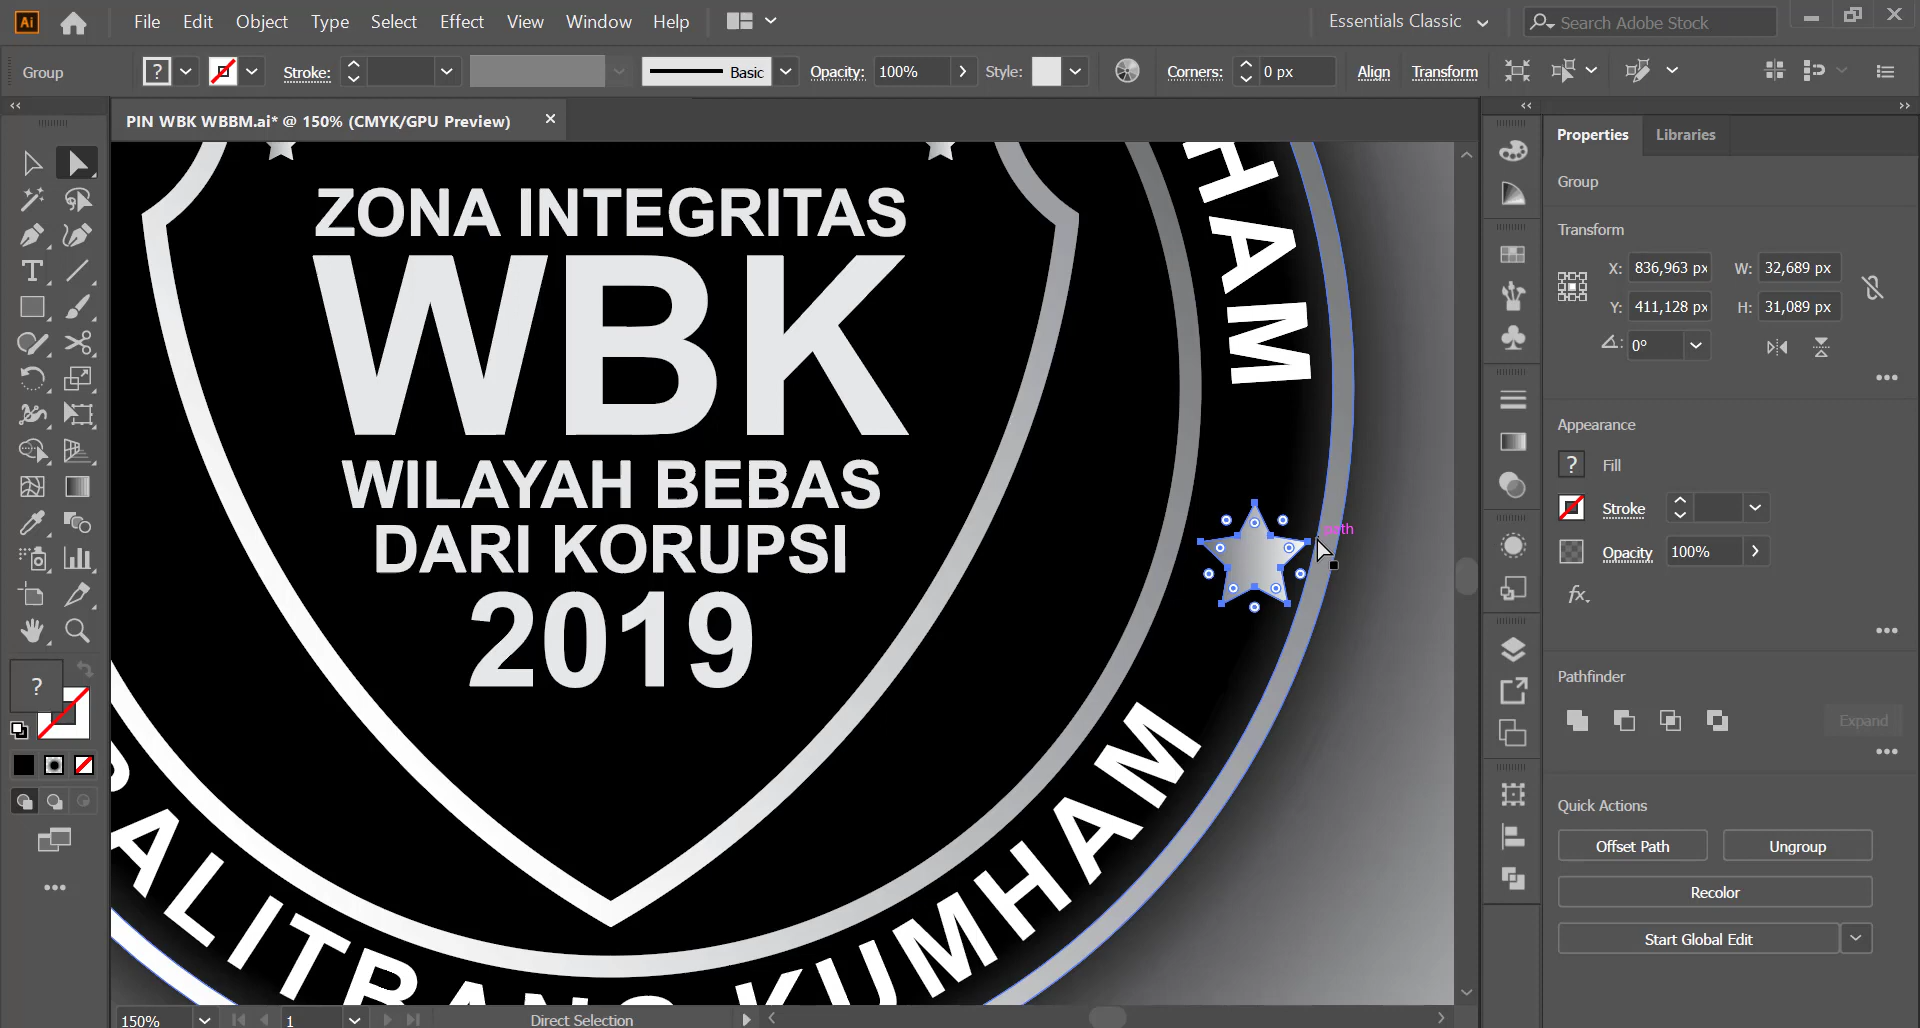 Ai File Edit Object Type Select Effect View Window Help Essentials Classic Search Adobe Stock
Group ? Stroke: Basic Opacity: 100% Style: Corners: 0 px Align Transform
PIN WBK WBBM.ai* @ 150% (CMYK/GPU Preview)
Properties Libraries
Group
Transform
X: 836,963 px W: 32,689 px
Y: 411,128 px H: 31,089 px
0°
Appearance
? Fill
Stroke
Opacity 100%
fx.
Pathfinder
Expand
Quick Actions
Offset Path Ungroup
Recolor
Start Global Edit
HAM
ZONA INTEGRITAS
WBK
WILAYAH BEBAS
DARI KORUPSI
2019
BALITBANG KUMHAM
?
150% 1 Direct Selection